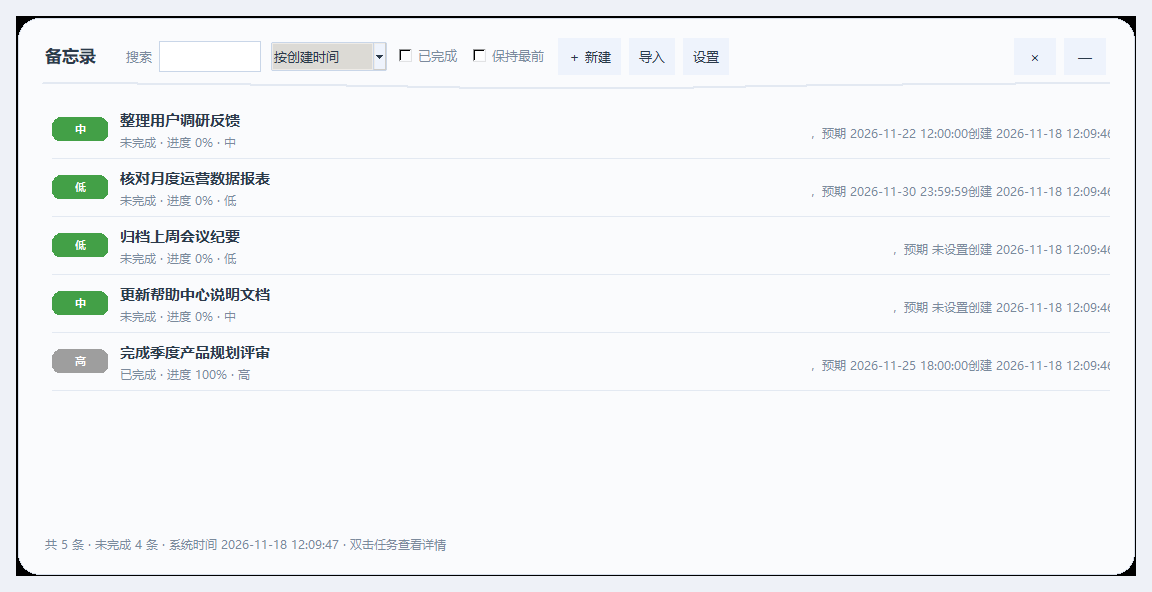 备忘录 搜索 按创建时间 已完成 保持最前 + 新建 导入 设置 × —
中 整理用户调研反馈
未完成 · 进度 0% · 中
，预期 2026-11-22 12:00:00创建 2026-11-18 12:09:46
低 核对月度运营数据报表
未完成 · 进度 0% · 低
，预期 2026-11-30 23:59:59创建 2026-11-18 12:09:46
低 归档上周会议纪要
未完成 · 进度 0% · 低
，预期 未设置创建 2026-11-18 12:09:46
中 更新帮助中心说明文档
未完成 · 进度 0% · 中
，预期 未设置创建 2026-11-18 12:09:46
高 完成季度产品规划评审
已完成 · 进度 100% · 高
，预期 2026-11-25 18:00:00创建 2026-11-18 12:09:46
共 5 条 · 未完成 4 条 · 系统时间 2026-11-18 12:09:47 · 双击任务查看详情